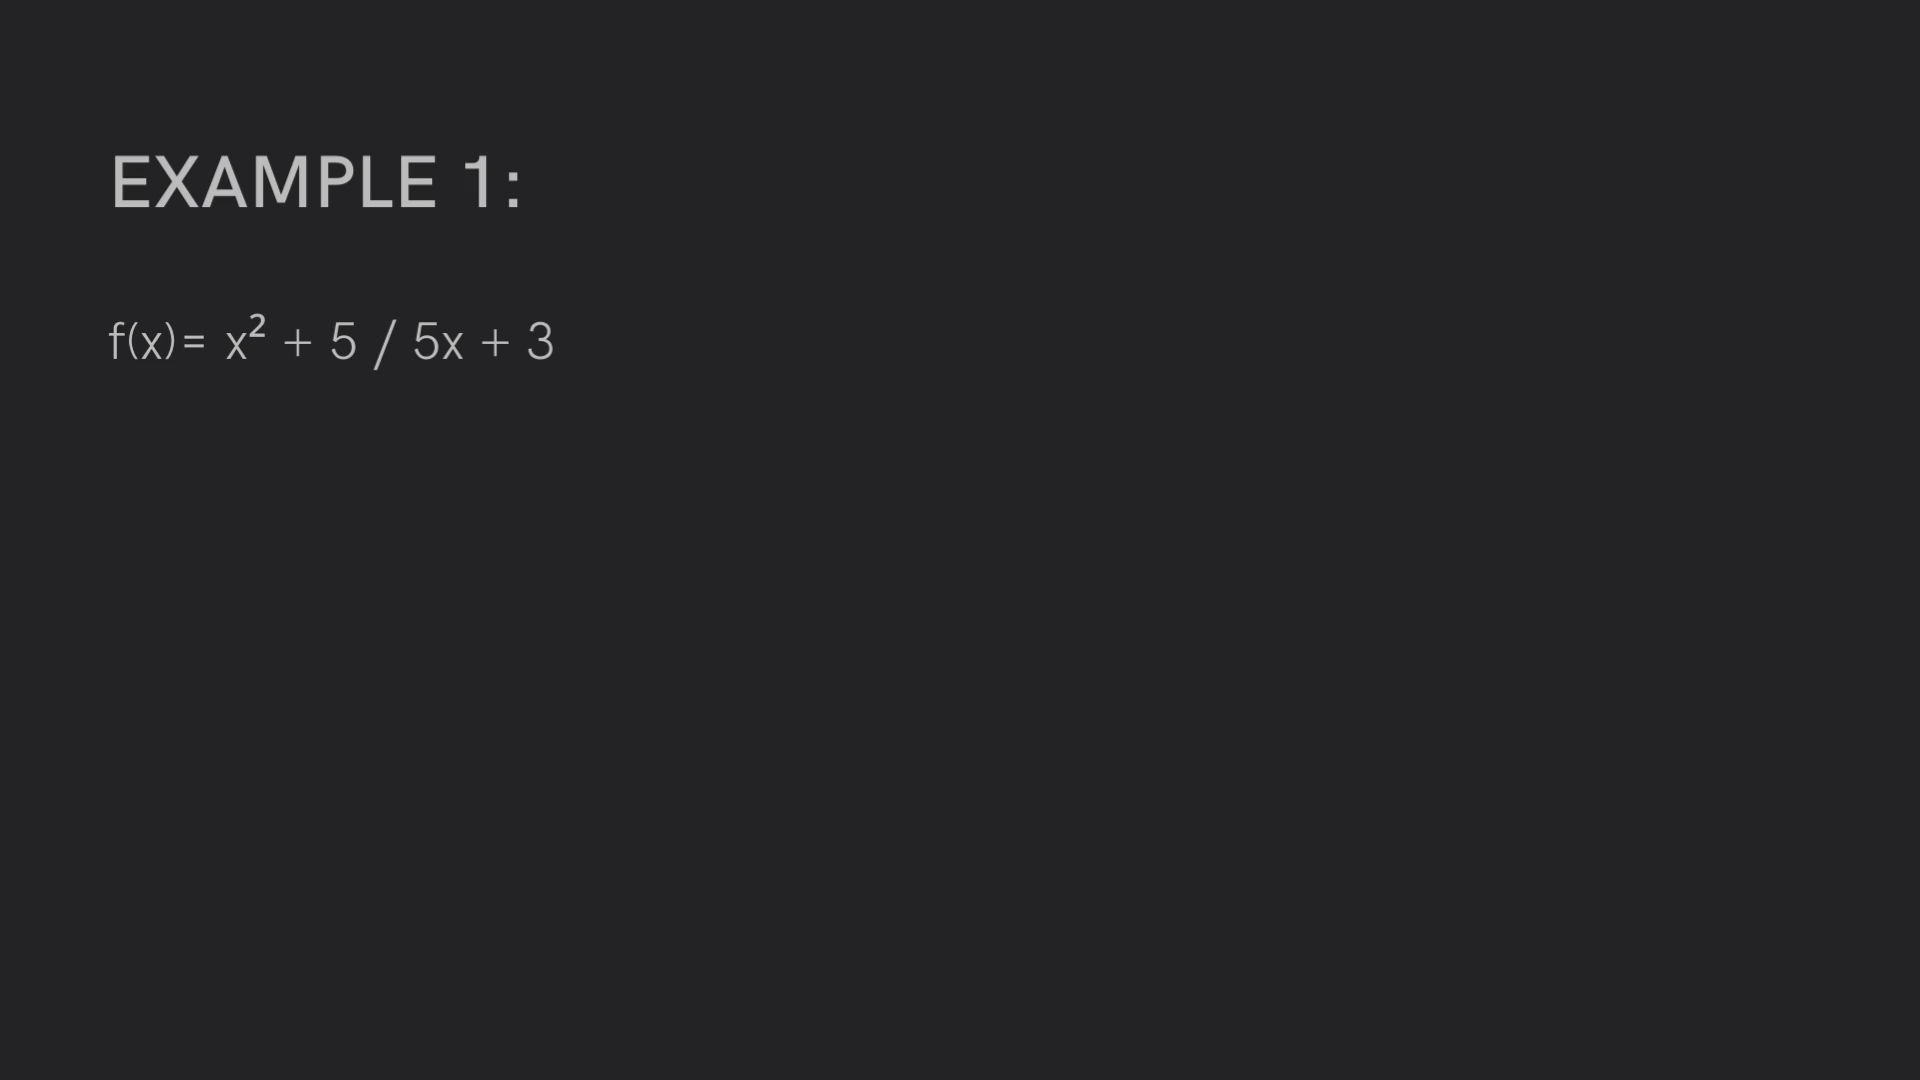 EXAMPLE 1:
f(x)= x² + 5 / 5x + 3